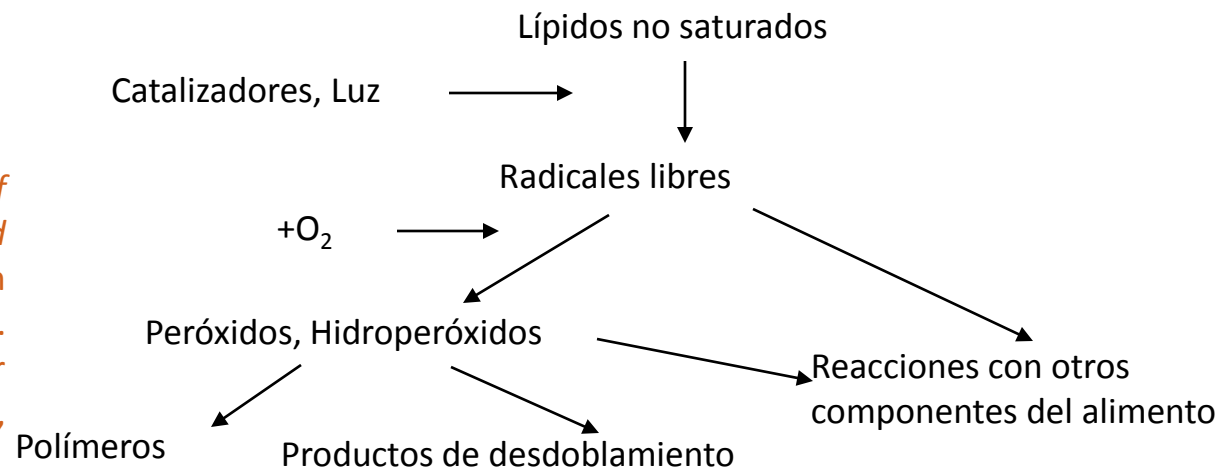 Lípidos no saturados
Catalizadores, Luz
Radicales libres
+O₂
Peróxidos, Hidroperóxidos
Reacciones con otros
componentes del alimento
Polímeros
Productos de desdoblamiento